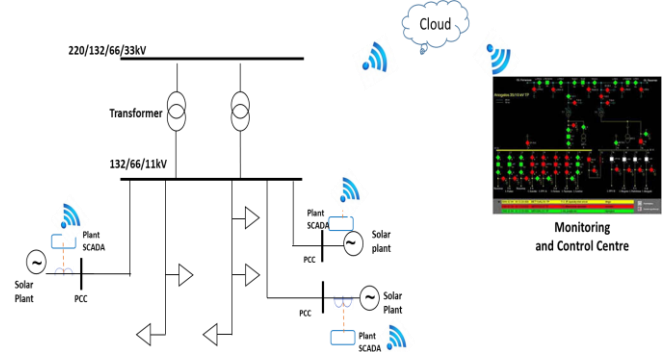 Cloud
220/132/66/33kV
Transformer
132/66/11kV
Plant
SCADA
Solar
Plant
PCC
Plant
SCADA
Solar
plant
PCC
Solar
Plant
PCC
Plant
SCADA
Monitoring
and Control Centre